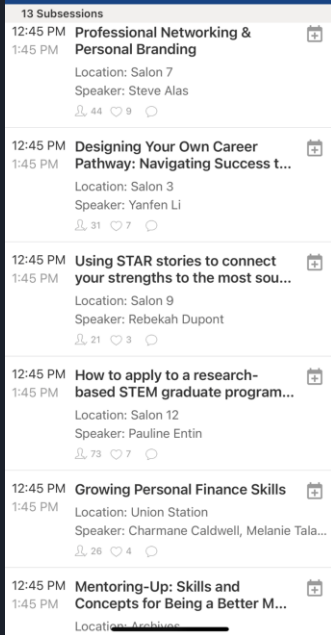 13 Subsessions
12:45 PM Professional Networking &
1:45 PM Personal Branding
Location: Salon 7
Speaker: Steve Alas
44 9
12:45 PM Designing Your Own Career
1:45 PM Pathway: Navigating Success t...
Location: Salon 3
Speaker: Yanfen Li
31 7
12:45 PM Using STAR stories to connect
1:45 PM your strengths to the most sou...
Location: Salon 9
Speaker: Rebekah Dupont
21 3
12:45 PM How to apply to a research-
1:45 PM based STEM graduate program...
Location: Salon 12
Speaker: Pauline Entin
73 7
12:45 PM Growing Personal Finance Skills
1:45 PM
Location: Union Station
Speaker: Charmane Caldwell, Melanie Tala...
26 4
12:45 PM Mentoring-Up: Skills and
1:45 PM Concepts for Being a Better M...
Location: Archives